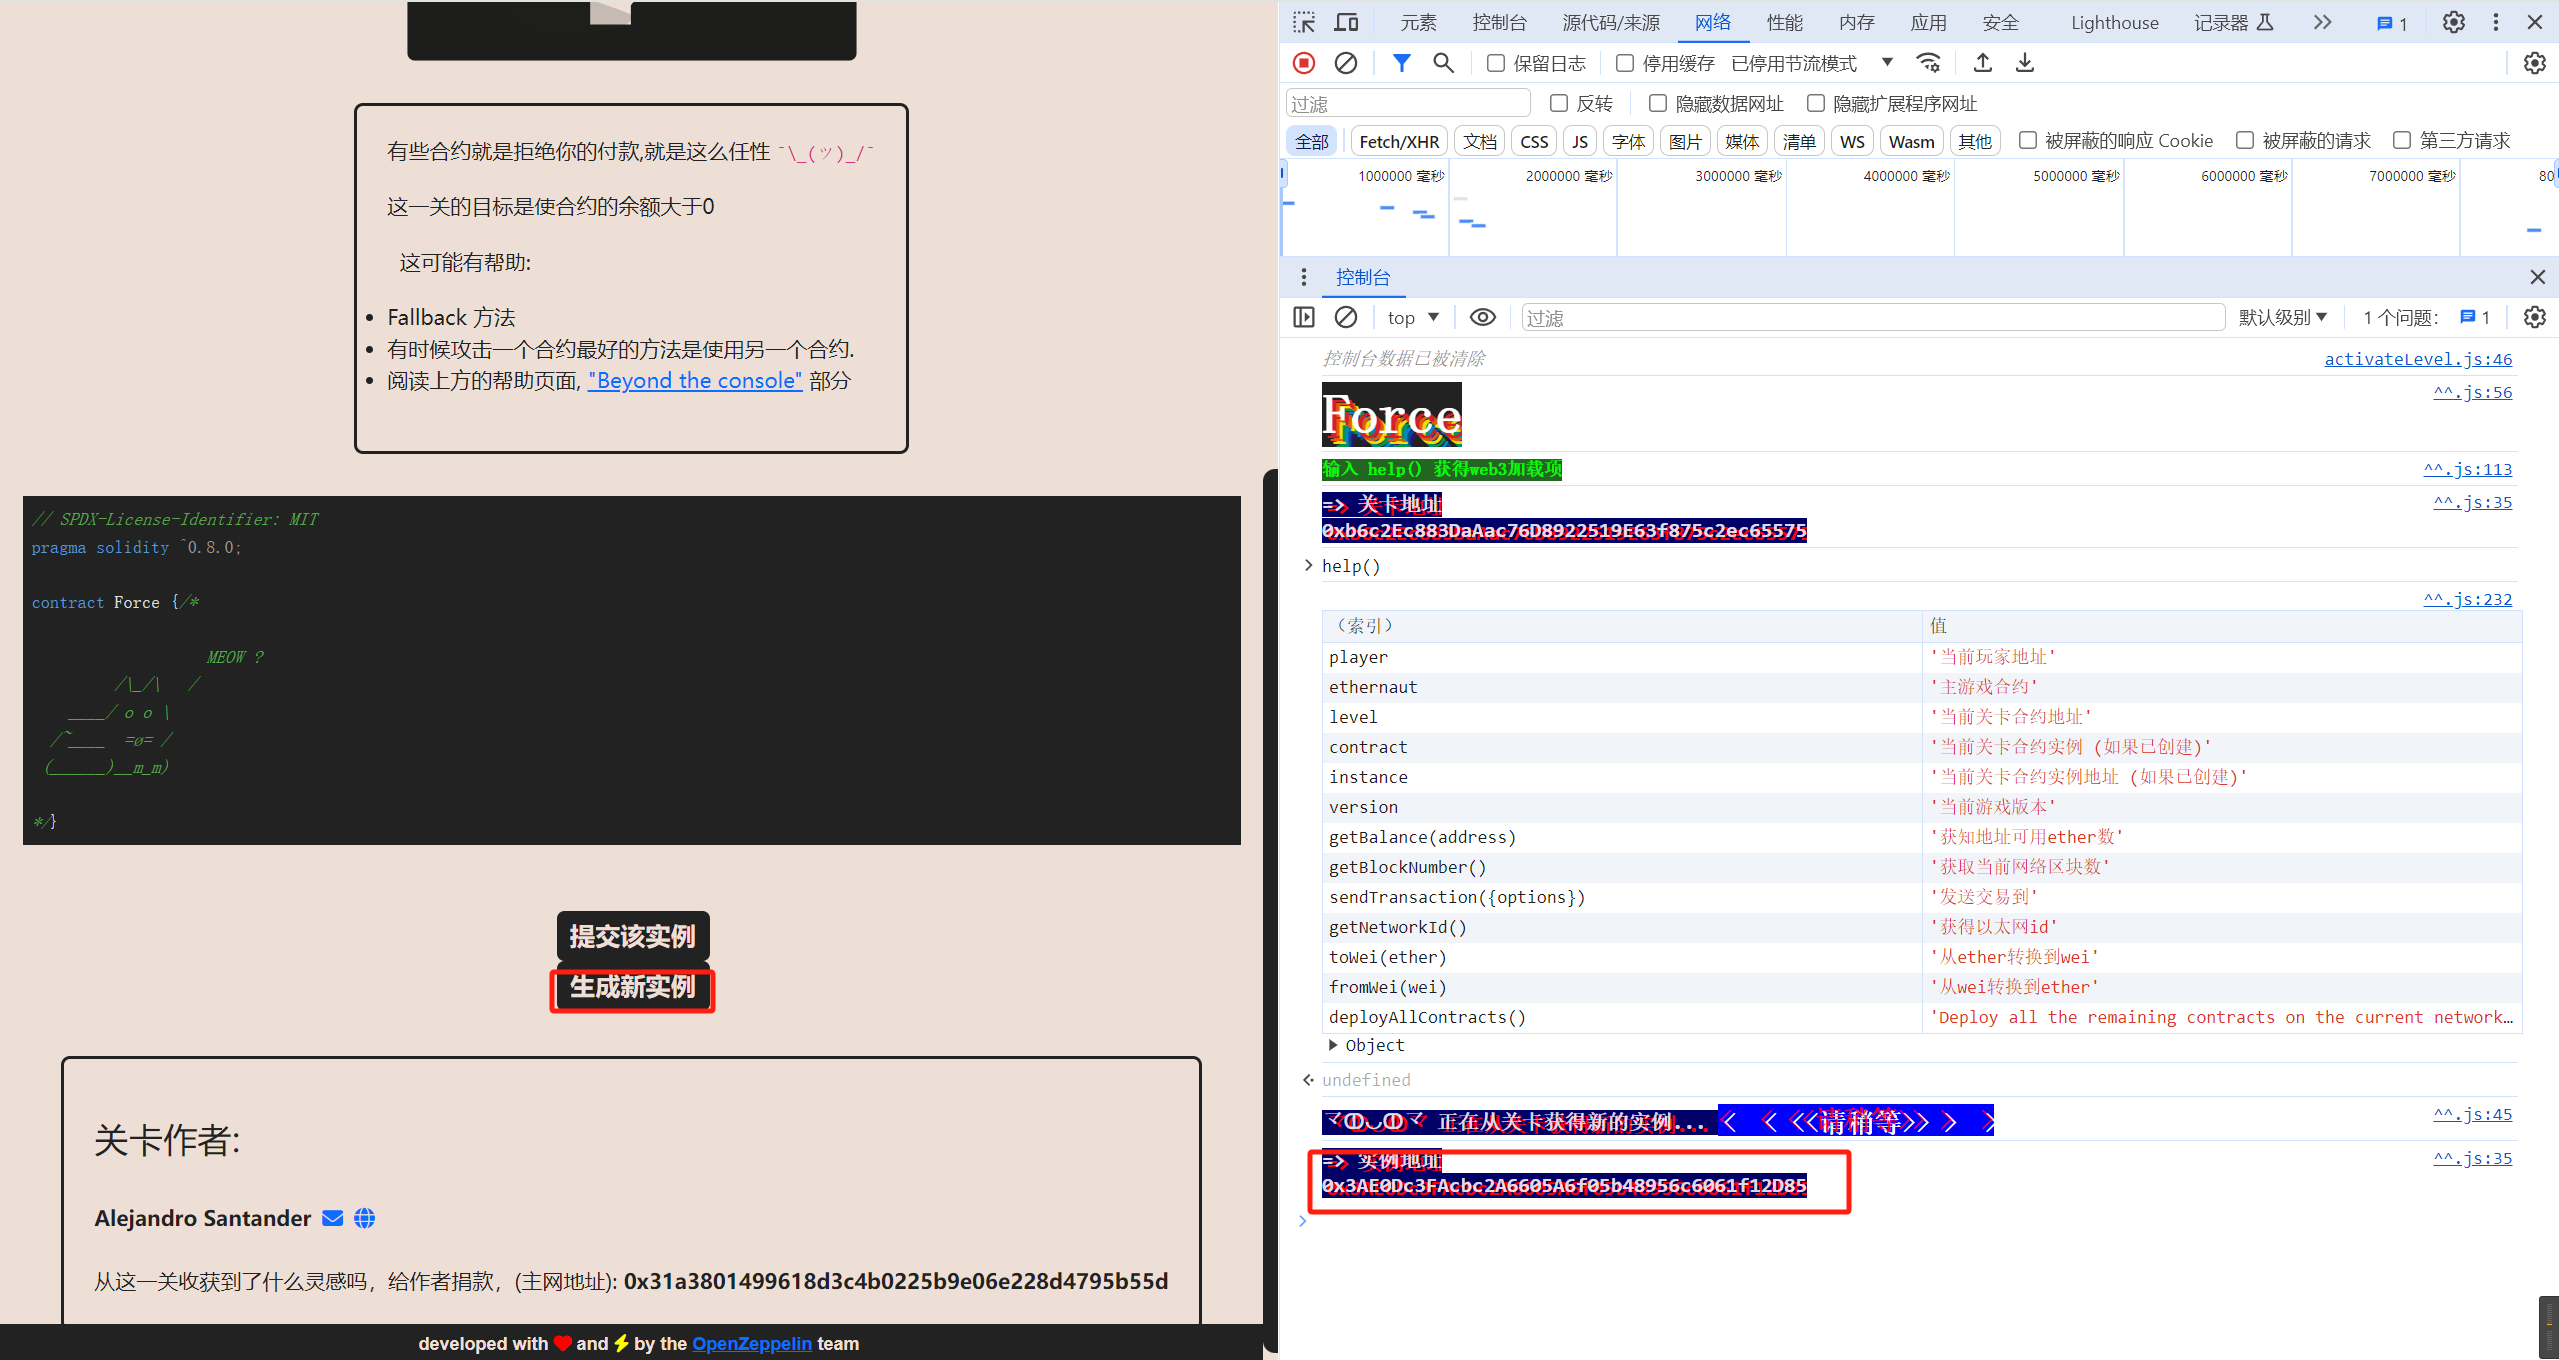 有些合约就是拒绝你的付款,就是这么任性 ¯\_(ツ)_/¯
这一关的目标是使合约的余额大于0
这可能有帮助:
Fallback 方法
有时候攻击一个合约最好的方法是使用另一个合约.
阅读上方的帮助页面, "Beyond the console" 部分
// SPDX-License-Identifier: MIT
pragma solidity ^0.8.0;
contract Force {/*
MEOW ?
/\_/\   /
____/ o o \
/~____  =ø= /
(______)__m_m)
*/}
提交该实例
生成新实例
关卡作者:
Alejandro Santander
从这一关收获到了什么灵感吗，给作者捐款，(主网地址): 0x31a3801499618d3c4b0225b9e06e228d4795b55d
developed with and by the OpenZeppelin team
元素 控制台 源代码/来源 网络 性能 内存 应用 安全 Lighthouse 记录器 1
保留日志 停用缓存 已停用节流模式
过滤 反转 隐藏数据网址 隐藏扩展程序网址
全部 Fetch/XHR 文档 CSS JS 字体 图片 媒体 清单 WS Wasm 其他 被屏蔽的响应 Cookie 被屏蔽的请求 第三方请求
1000000 毫秒 2000000 毫秒 3000000 毫秒 4000000 毫秒 5000000 毫秒 6000000 毫秒 7000000 毫秒 80
控制台
top 过滤 默认级别 1 个问题: 1
控制台数据已被清除 activateLevel.js:46
Force ^^.js:56
输入 help() 获得web3加载项 ^^.js:113
=> 关卡地址 ^^.js:35
0xb6c2Ec883DaAac76D8922519E63f875c2ec65575
help()
^^.js:232
（索引） 值
player '当前玩家地址'
ethernaut '主游戏合约'
level '当前关卡合约地址'
contract '当前关卡合约实例 (如果已创建)'
instance '当前关卡合约实例地址 (如果已创建)'
version '当前游戏版本'
getBalance(address) '获知地址可用ether数'
getBlockNumber() '获取当前网络区块数'
sendTransaction({options}) '发送交易到'
getNetworkId() '获得以太网id'
toWei(ether) '从ether转换到wei'
fromWei(wei) '从wei转换到ether'
deployAllContracts() 'Deploy all the remaining contracts on the current network…
Object
undefined
正在从关卡获得新的实例... < < <<请稍等>> > > ^^.js:45
=> 实例地址 ^^.js:35
0x3AE0Dc3FAcbc2A6605A6f05b48956c6061f12D85